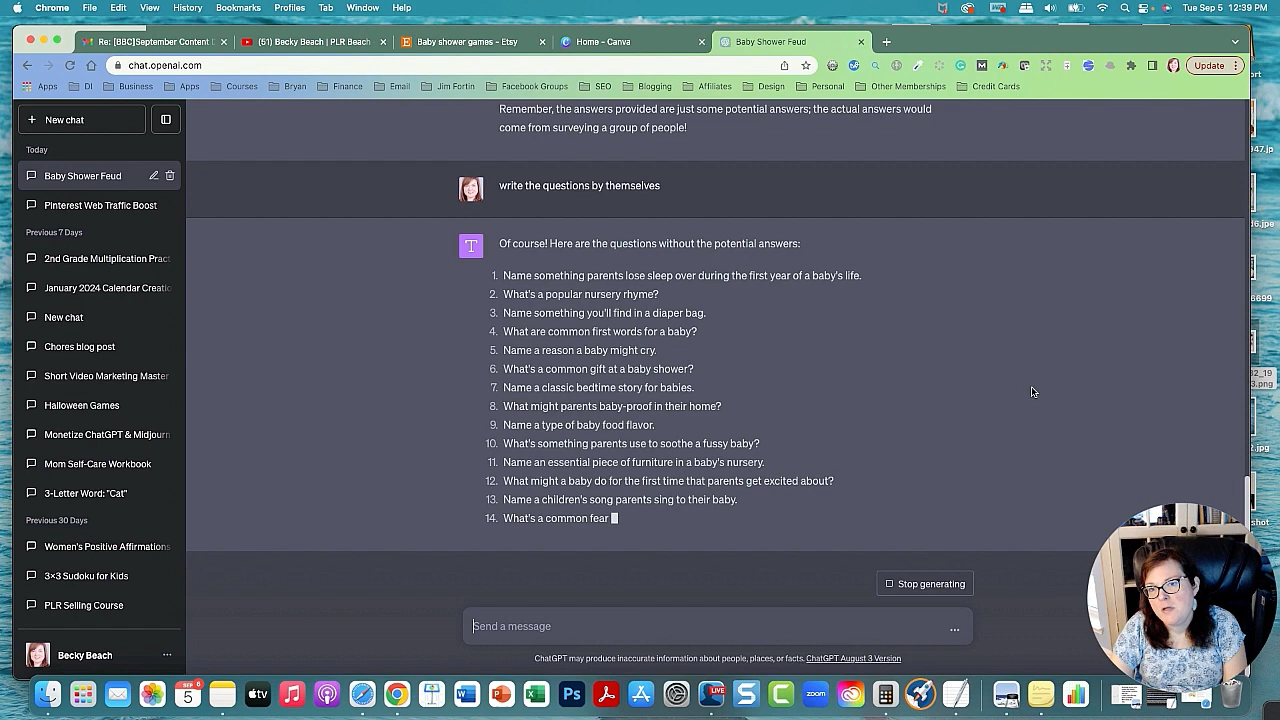 Chrome File Edit View History Bookmarks Profiles Tab Window Help Tue Sep 5 12:39 PM
Re: [BBC]September Content (51) Becky Beach | PLR Beach Baby shower games - Etsy Home - Canva Baby Shower Feud
chat.openai.com Update
Apps DI Business Apps Courses Bryan Finance Email Jim Fortin Facebook Groups SEO Blogging Affiliates Design Personal Other Memberships Credit Cards
New chat
Today
Baby Shower Feud
Pinterest Web Traffic Boost
Previous 7 Days
2nd Grade Multiplication Pract
January 2024 Calendar Creatio
New chat
Chores blog post
Short Video Marketing Master
Halloween Games
Monetize ChatGPT & Midjourn
Mom Self-Care Workbook
3-Letter Word: "Cat"
Previous 30 Days
Women's Positive Affirmations
3×3 Sudoku for Kids
PLR Selling Course
Becky Beach
Remember, the answers provided are just some potential answers; the actual answers would
come from surveying a group of people!
write the questions by themselves
T
Of course! Here are the questions without the potential answers:
1. Name something parents lose sleep over during the first year of a baby's life.
2. What's a popular nursery rhyme?
3. Name something you'll find in a diaper bag.
4. What are common first words for a baby?
5. Name a reason a baby might cry.
6. What's a common gift at a baby shower?
7. Name a classic bedtime story for babies.
8. What might parents baby-proof in their home?
9. Name a type of baby food flavor.
10. What's something parents use to soothe a fussy baby?
11. Name an essential piece of furniture in a baby's nursery.
12. What might a baby do for the first time that parents get excited about?
13. Name a children's song parents sing to their baby.
14. What's a common fear
Stop generating
Send a message
ChatGPT may produce inaccurate information about people, places, or facts. ChatGPT August 3 Version
SEP
5
tv
W
P
X
Ps
LIVE
S
C
zoom